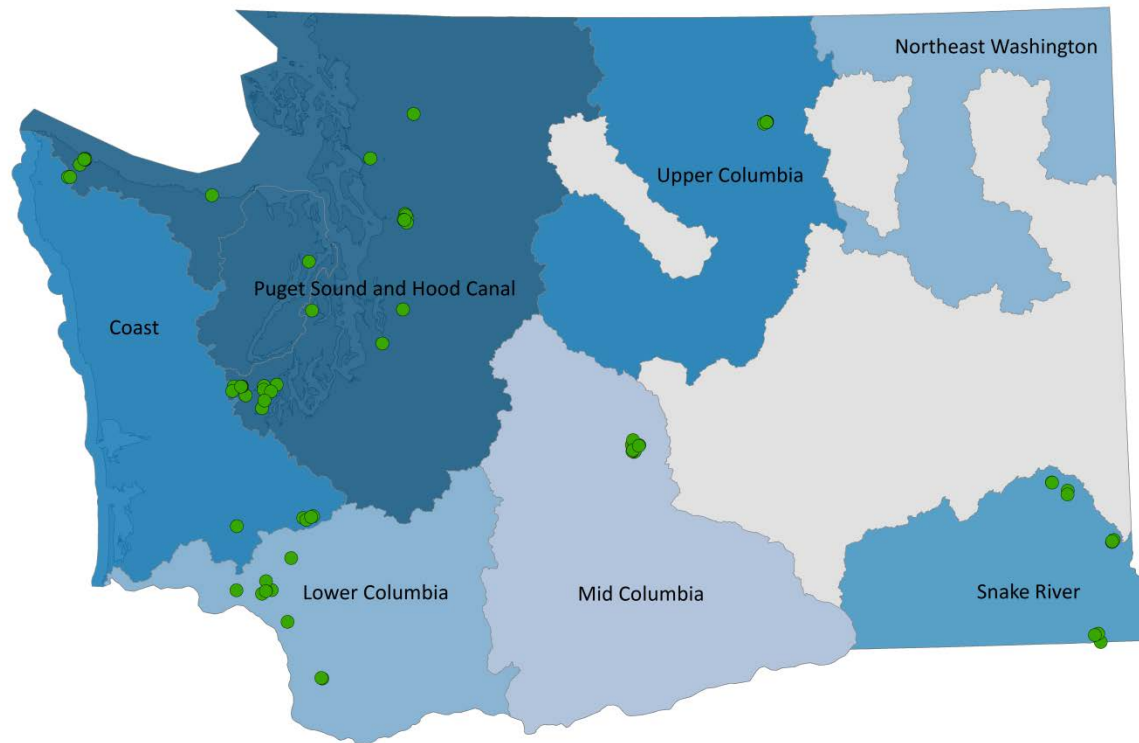 Northeast Washington
Upper Columbia
Puget Sound and Hood Canal
Coast
Lower Columbia
Mid Columbia
Snake River